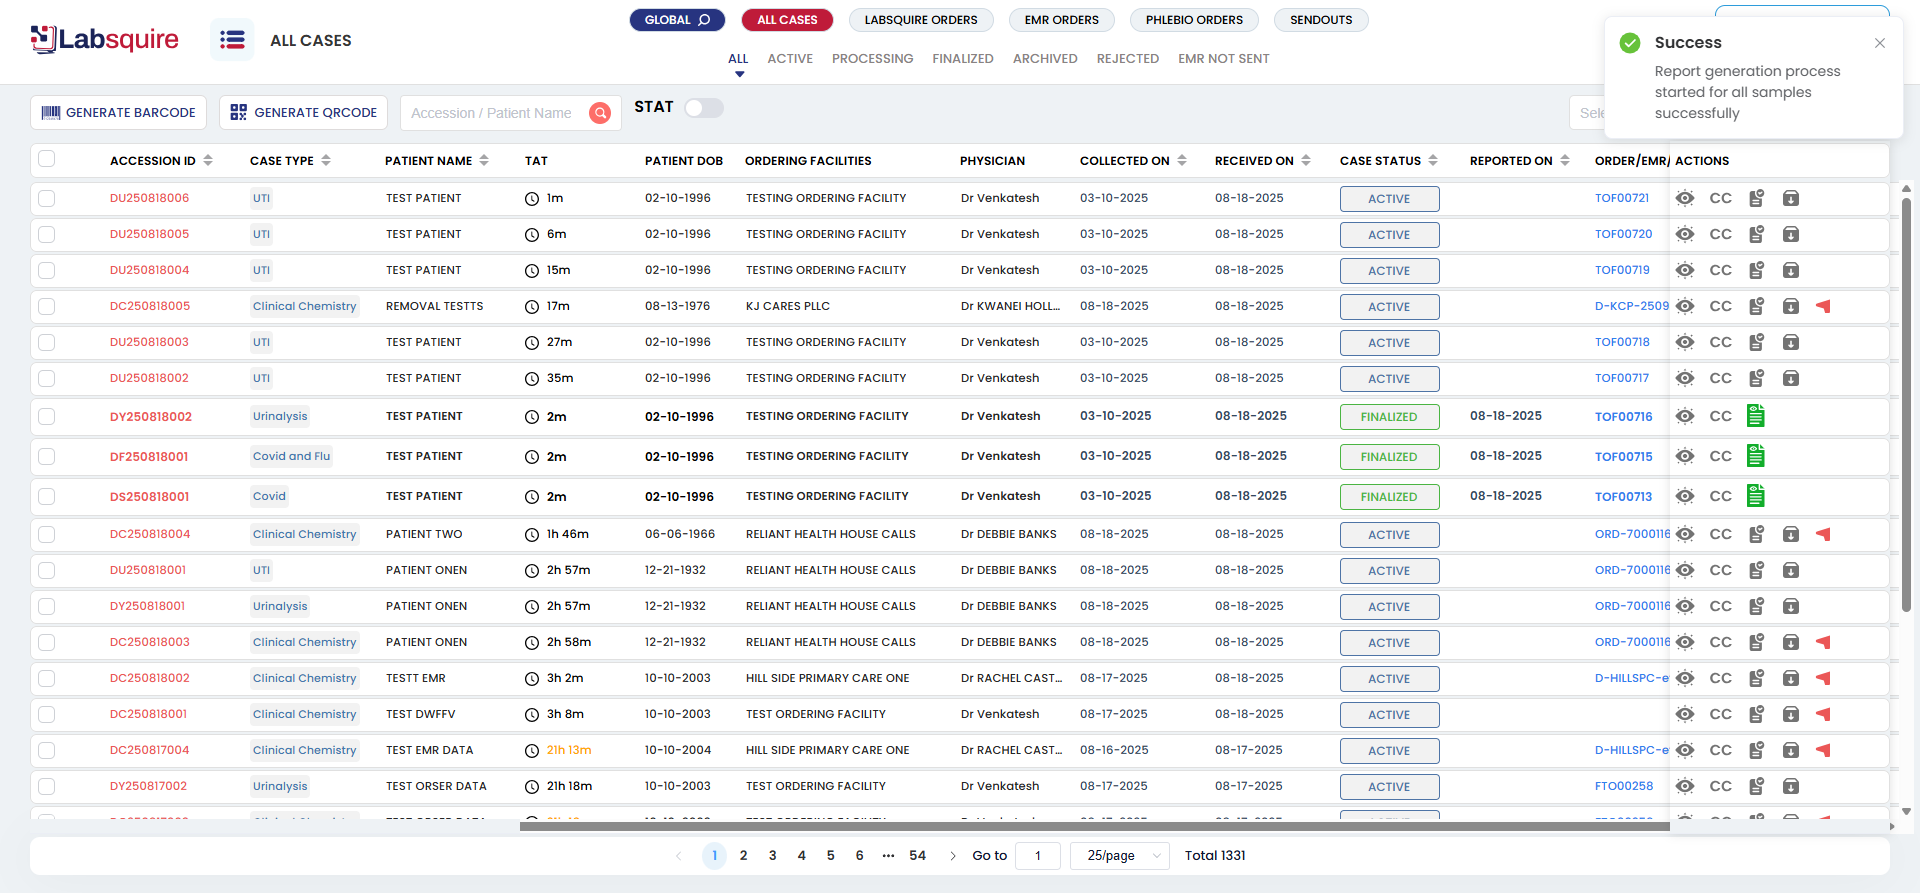 Labsquire
ALL CASES
GLOBAL ALL CASES LABSQUIRE ORDERS EMR ORDERS PHLEBIO ORDERS SENDOUTS
ALL ACTIVE PROCESSING FINALIZED ARCHIVED REJECTED EMR NOT SENT
Success
Report generation process
started for all samples
successfully
GENERATE BARCODE GENERATE QRCODE Accession / Patient Name STAT
ACCESSION ID CASE TYPE PATIENT NAME TAT PATIENT DOB ORDERING FACILITIES PHYSICIAN COLLECTED ON RECEIVED ON CASE STATUS REPORTED ON ORDER/EMR/ ACTIONS
DU250818006 UTI TEST PATIENT 1m 02-10-1996 TESTING ORDERING FACILITY Dr Venkatesh 03-10-2025 08-18-2025 ACTIVE TOF00721 CC
DU250818005 UTI TEST PATIENT 6m 02-10-1996 TESTING ORDERING FACILITY Dr Venkatesh 03-10-2025 08-18-2025 ACTIVE TOF00720 CC
DU250818004 UTI TEST PATIENT 15m 02-10-1996 TESTING ORDERING FACILITY Dr Venkatesh 03-10-2025 08-18-2025 ACTIVE TOF00719 CC
DC250818005 Clinical Chemistry REMOVAL TESTTS 17m 08-13-1976 KJ CARES PLLC Dr KWANEI HOLL... 08-18-2025 08-18-2025 ACTIVE D-KCP-2509 CC
DU250818003 UTI TEST PATIENT 27m 02-10-1996 TESTING ORDERING FACILITY Dr Venkatesh 03-10-2025 08-18-2025 ACTIVE TOF00718 CC
DU250818002 UTI TEST PATIENT 35m 02-10-1996 TESTING ORDERING FACILITY Dr Venkatesh 03-10-2025 08-18-2025 ACTIVE TOF00717 CC
DY250818002 Urinalysis TEST PATIENT 2m 02-10-1996 TESTING ORDERING FACILITY Dr Venkatesh 03-10-2025 08-18-2025 FINALIZED 08-18-2025 TOF00716 CC
DF250818001 Covid and Flu TEST PATIENT 2m 02-10-1996 TESTING ORDERING FACILITY Dr Venkatesh 03-10-2025 08-18-2025 FINALIZED 08-18-2025 TOF00715 CC
DS250818001 Covid TEST PATIENT 2m 02-10-1996 TESTING ORDERING FACILITY Dr Venkatesh 03-10-2025 08-18-2025 FINALIZED 08-18-2025 TOF00713 CC
DC250818004 Clinical Chemistry PATIENT TWO 1h 46m 06-06-1966 RELIANT HEALTH HOUSE CALLS Dr DEBBIE BANKS 08-18-2025 08-18-2025 ACTIVE ORD-7000116 CC
DU250818001 UTI PATIENT ONEN 2h 57m 12-21-1932 RELIANT HEALTH HOUSE CALLS Dr DEBBIE BANKS 08-18-2025 08-18-2025 ACTIVE ORD-7000116 CC
DY250818001 Urinalysis PATIENT ONEN 2h 57m 12-21-1932 RELIANT HEALTH HOUSE CALLS Dr DEBBIE BANKS 08-18-2025 08-18-2025 ACTIVE ORD-7000116 CC
DC250818003 Clinical Chemistry PATIENT ONEN 2h 58m 12-21-1932 RELIANT HEALTH HOUSE CALLS Dr DEBBIE BANKS 08-18-2025 08-18-2025 ACTIVE ORD-7000116 CC
DC250818002 Clinical Chemistry TESTT EMR 3h 2m 10-10-2003 HILL SIDE PRIMARY CARE ONE Dr RACHEL CAST... 08-17-2025 08-18-2025 ACTIVE D-HILLSPC-e CC
DC250818001 Clinical Chemistry TEST DWFFV 3h 8m 10-10-2003 TEST ORDERING FACILITY Dr Venkatesh 08-17-2025 08-18-2025 ACTIVE CC
DC250817004 Clinical Chemistry TEST EMR DATA 21h 13m 10-10-2004 HILL SIDE PRIMARY CARE ONE Dr RACHEL CAST... 08-16-2025 08-17-2025 ACTIVE D-HILLSPC-e CC
DY250817002 Urinalysis TEST ORSER DATA 21h 18m 10-10-2003 TEST ORDERING FACILITY Dr Venkatesh 08-17-2025 08-17-2025 ACTIVE FTO00258 CC
1 2 3 4 5 6 ••• 54 Go to 1 25/page Total 1331